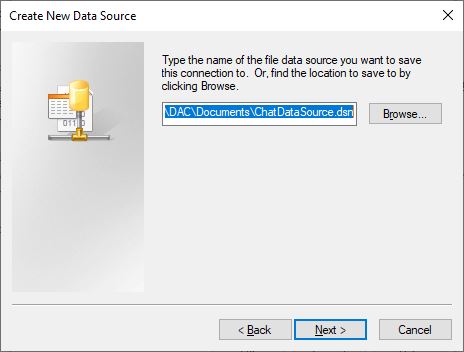 Create New Data Source
Type the name of the file data source you want to save
this connection to.  Or, find the location to save to by
clicking Browse.
\DAC\Documents\ChatDataSource.dsn
Browse...
01110
< Back
Next >
Cancel